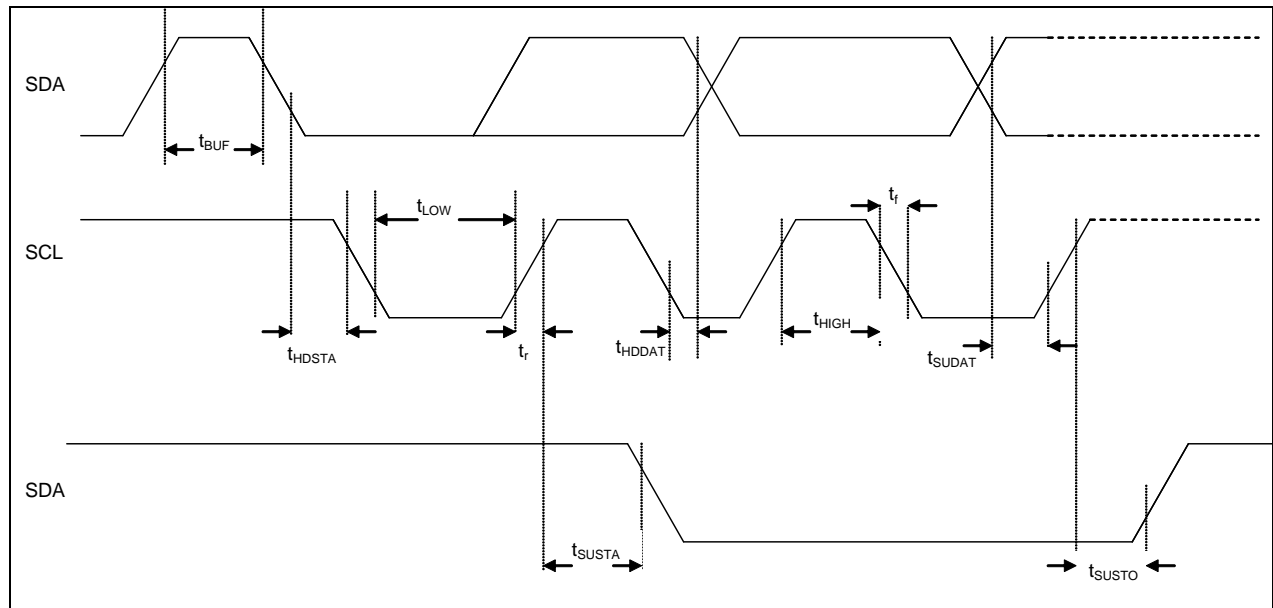 SDA
tBUF
tLOW
tf
SCL
tHDSTA
tr
tHDDAT
tHIGH
tSUDAT
SDA
tSUSTA
tSUSTO